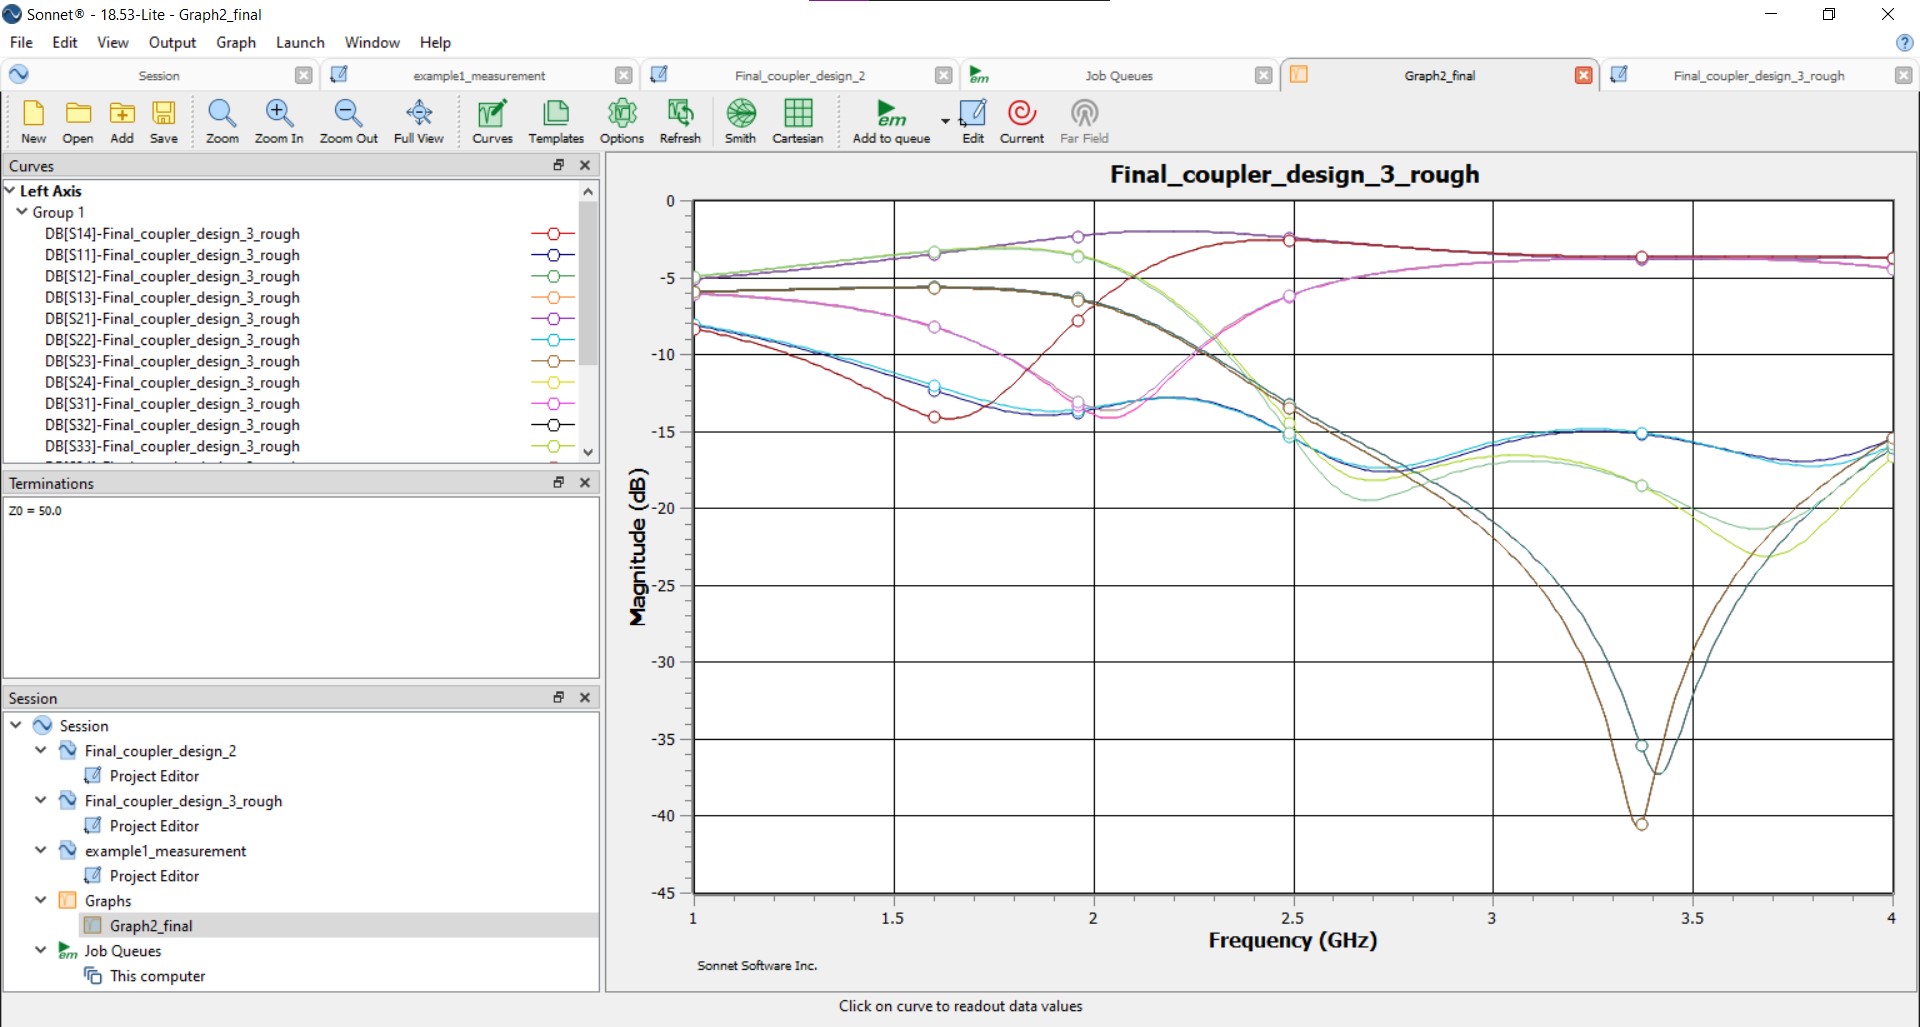 Sonnet® - 18.53-Lite - Graph2_final
File Edit View Output Graph Launch Window Help
Session example1_measurement Final_coupler_design_2 Job Queues Graph2_final Final_coupler_design_3_rough
New Open Add Save Zoom Zoom In Zoom Out Full View Curves Templates Options Refresh Smith Cartesian Add to queue Edit Current Far Field
Curves
Left Axis
Group 1
DB[S14]-Final_coupler_design_3_rough
DB[S11]-Final_coupler_design_3_rough
DB[S12]-Final_coupler_design_3_rough
DB[S13]-Final_coupler_design_3_rough
DB[S21]-Final_coupler_design_3_rough
DB[S22]-Final_coupler_design_3_rough
DB[S23]-Final_coupler_design_3_rough
DB[S24]-Final_coupler_design_3_rough
DB[S31]-Final_coupler_design_3_rough
DB[S32]-Final_coupler_design_3_rough
DB[S33]-Final_coupler_design_3_rough
Terminations
Z0 = 50.0
Session
Session
Final_coupler_design_2
Project Editor
Final_coupler_design_3_rough
Project Editor
example1_measurement
Project Editor
Graphs
Graph2_final
em Job Queues
This computer
Final_coupler_design_3_rough
Magnitude (dB)
0
-5
-10
-15
-20
-25
-30
-35
-40
-45
1 1.5 2 2.5 3 3.5 4
Frequency (GHz)
Sonnet Software Inc.
Click on curve to readout data values